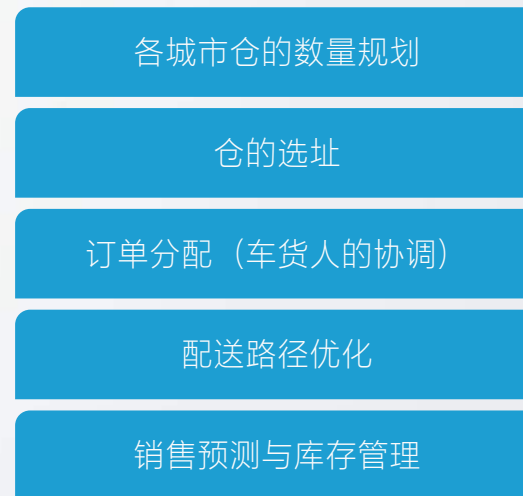 各城市仓的数量规划
仓的选址
订单分配（车货人的协调）
配送路径优化
销售预测与库存管理